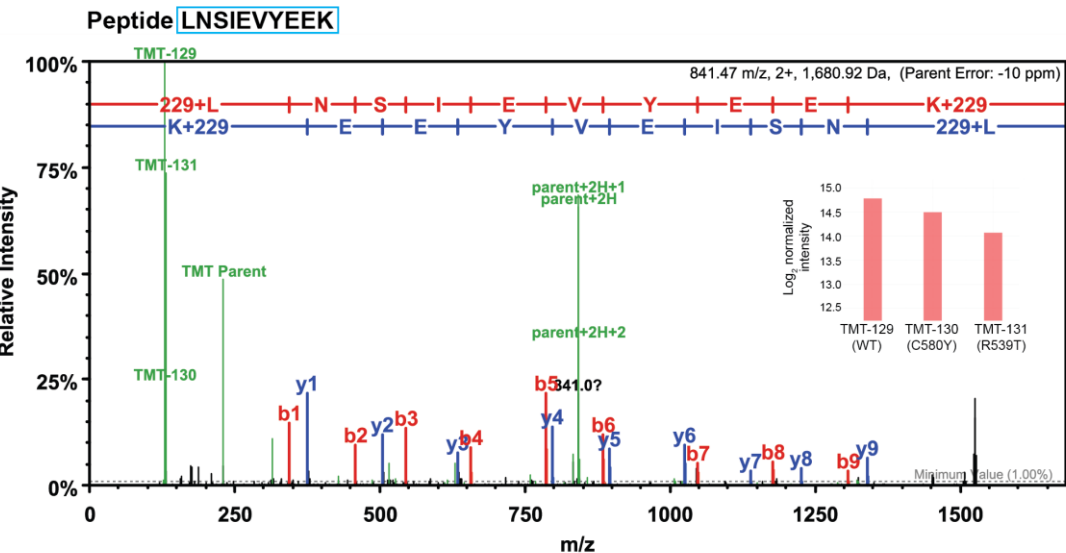 Peptide LNSIEVYEEK
TMT-129
100%
841.47 m/z, 2+, 1,680.92 Da, (Parent Error: -10 ppm)
229+L N S I E V Y E E K+229
K+229 E E Y V E I S N 229+L
TMT-131
75%
parent+2H+1
parent+2H
TMT Parent
50%
parent+2H+2
TMT-130
25%
841.0?
b1 y1 b2 y2 b3 y3 b4 b5 y4 b6 y5 y6 b7 y7 b8 y8 b9 y9
Minimum Value (1.00%)
0%
Relative Intensity
0 250 500 750 1000 1250 1500
m/z
Log2 normalized
intensity
15.0
14.5
14.0
13.5
13.0
12.5
TMT-129 TMT-130 TMT-131
(WT) (C580Y) (R539T)